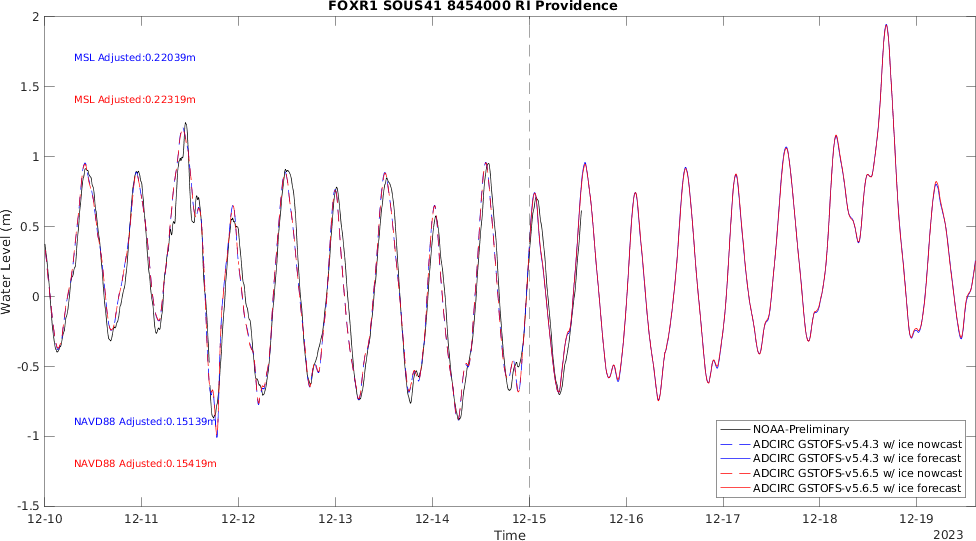 FOXR1 SOUS41 8454000 RI Providence
2
1.5
1
0.5
0
-0.5
-1
-1.5
Water Level (m)
MSL Adjusted:0.22039m
MSL Adjusted:0.22319m
NAVD88 Adjusted:0.15139m
NAVD88 Adjusted:0.15419m
NOAA-Preliminary
ADCIRC GSTOFS-v5.4.3 w/ ice nowcast
ADCIRC GSTOFS-v5.4.3 w/ ice forecast
ADCIRC GSTOFS-v5.6.5 w/ ice nowcast
ADCIRC GSTOFS-v5.6.5 w/ ice forecast
12-10 12-11 12-12 12-13 12-14 12-15 12-16 12-17 12-18 12-19
Time
2023